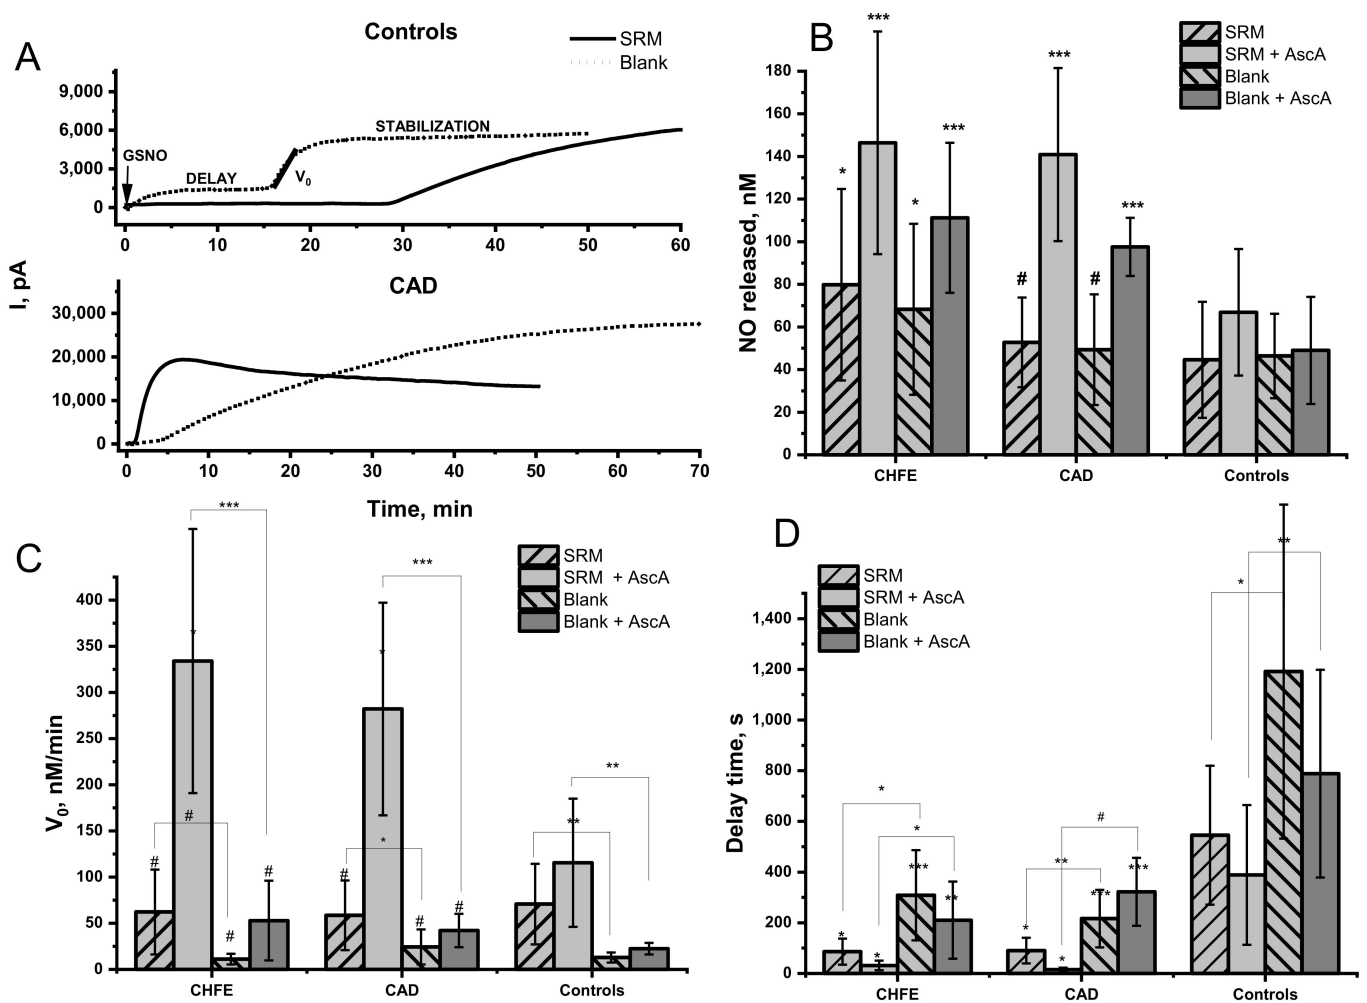 A
Controls
SRM
Blank
9,000
6,000
3,000
0
GSNO
DELAY
V0
STABILIZATION
0 10 20 30 40 50 60
CAD
I, pA
30,000
20,000
10,000
0
0 10 20 30 40 50 60 70
Time, min
B
SRM
SRM + AscA
Blank
Blank + AscA
NO released, nM
180
160
140
120
100
80
60
40
20
0
* *** * ***
# *** # ***
CHFE CAD Controls
C
SRM
SRM + AscA
Blank
Blank + AscA
V0, nM/min
400
350
300
250
200
150
100
50
0
***
*
#
# # #
***
*
*
# # #
**
**
CHFE CAD Controls
D
SRM
SRM + AscA
Blank
Blank + AscA
Delay time, s
1,400
1,200
1,000
800
600
400
200
0
*
*
* * *** **
#
**
* * *** ***
**
*
CHFE CAD Controls